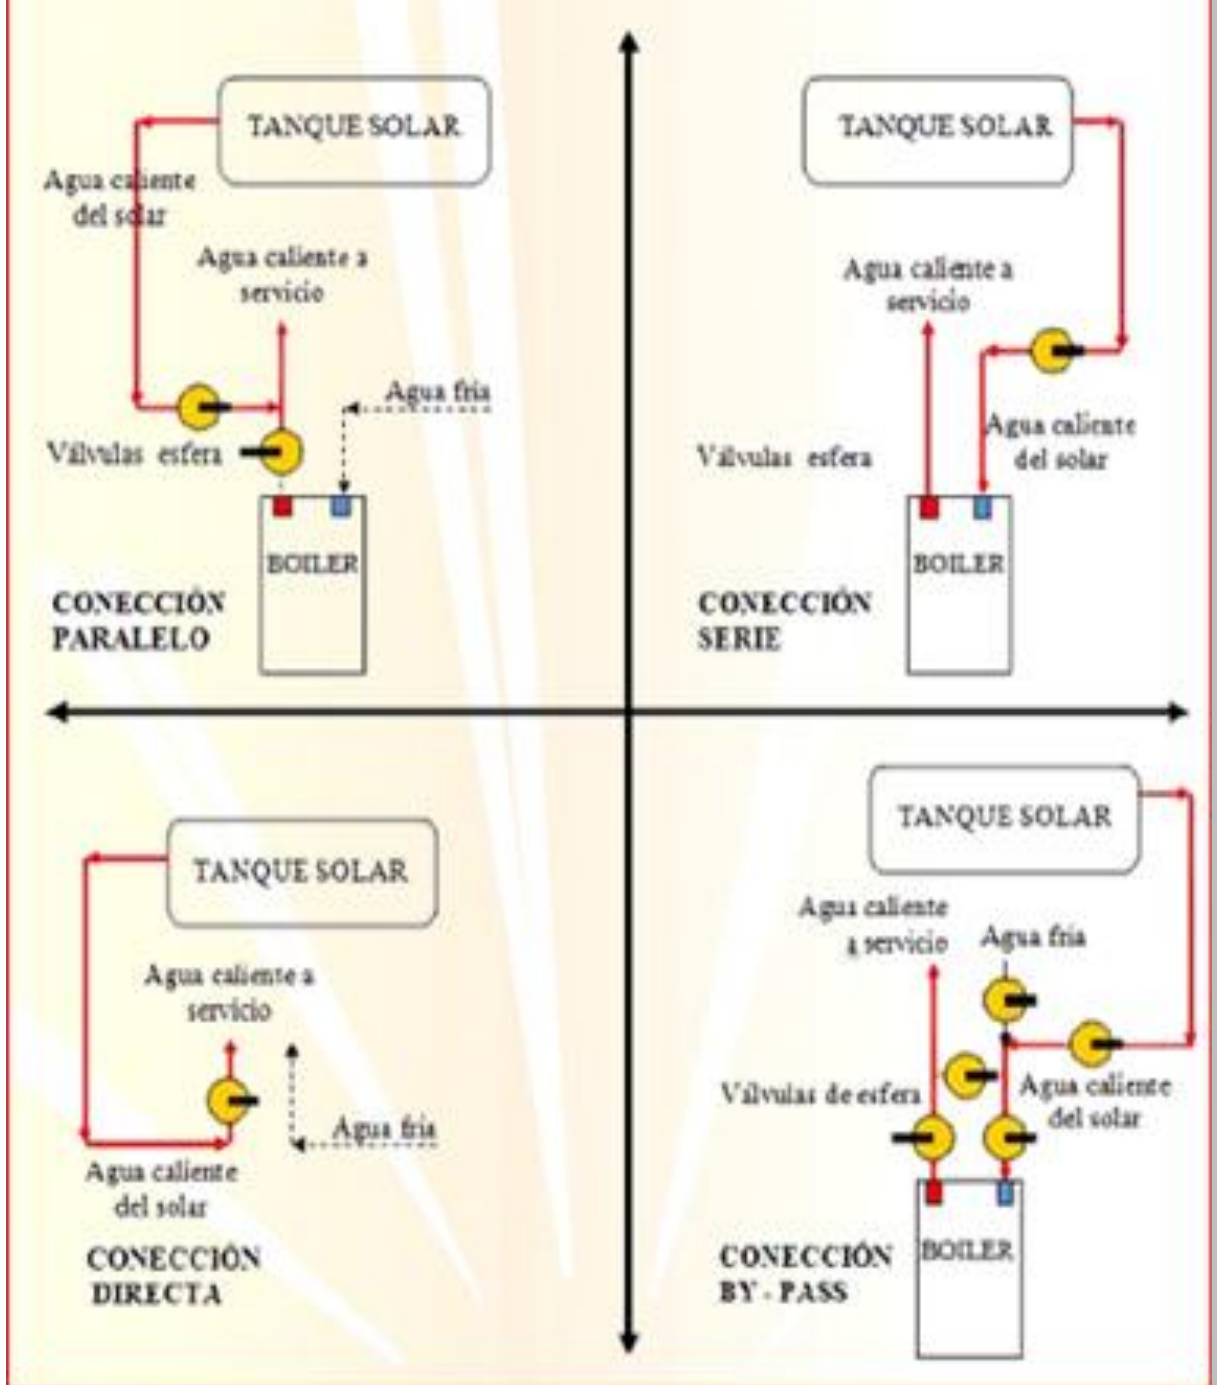 TANQUE SOLAR
Agua caliente
del solar
Agua caliente a
servicio
Agua fría
Válvulas esfera
BOILER
CONECCIÓN
PARALELO
TANQUE SOLAR
Agua caliente a
servicio
Agua caliente
del solar
Válvulas esfera
BOILER
CONECCIÓN
SERIE
TANQUE SOLAR
Agua caliente a
servicio
Agua fría
Agua caliente
del solar
CONECCIÓN
DIRECTA
TANQUE SOLAR
Agua caliente
a servicio
Agua fría
Válvulas de esfera
Agua caliente
del solar
BOILER
CONECCIÓN
BY - PASS